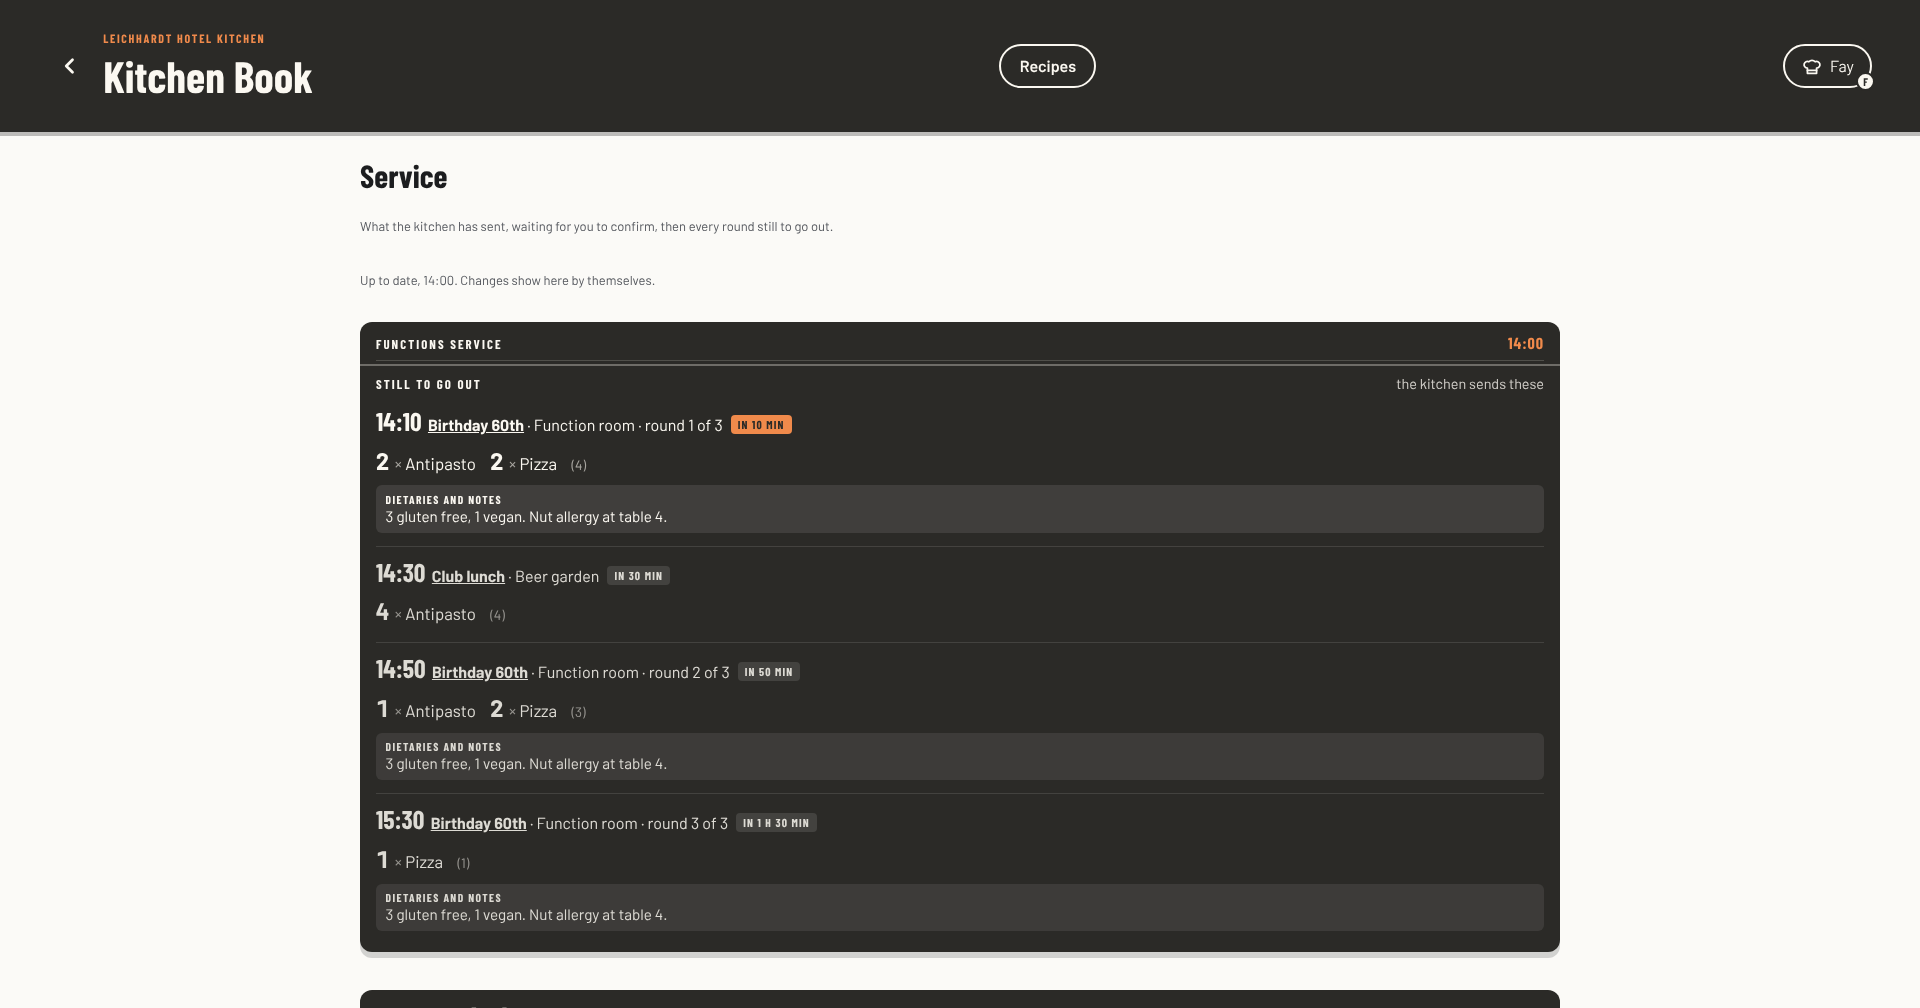 LEICHHARDT HOTEL KITCHEN
Kitchen Book
Recipes
Fay
F
Service
What the kitchen has sent, waiting for you to confirm, then every round still to go out.
Up to date, 14:00. Changes show here by themselves.
FUNCTIONS SERVICE 14:00
STILL TO GO OUT the kitchen sends these
14:10 Birthday 60th · Function room · round 1 of 3 IN 10 MIN
2 × Antipasto 2 × Pizza (4)
DIETARIES AND NOTES
3 gluten free, 1 vegan. Nut allergy at table 4.
14:30 Club lunch · Beer garden IN 30 MIN
4 × Antipasto (4)
14:50 Birthday 60th · Function room · round 2 of 3 IN 50 MIN
1 × Antipasto 2 × Pizza (3)
DIETARIES AND NOTES
3 gluten free, 1 vegan. Nut allergy at table 4.
15:30 Birthday 60th · Function room · round 3 of 3 IN 1 H 30 MIN
1 × Pizza (1)
DIETARIES AND NOTES
3 gluten free, 1 vegan. Nut allergy at table 4.